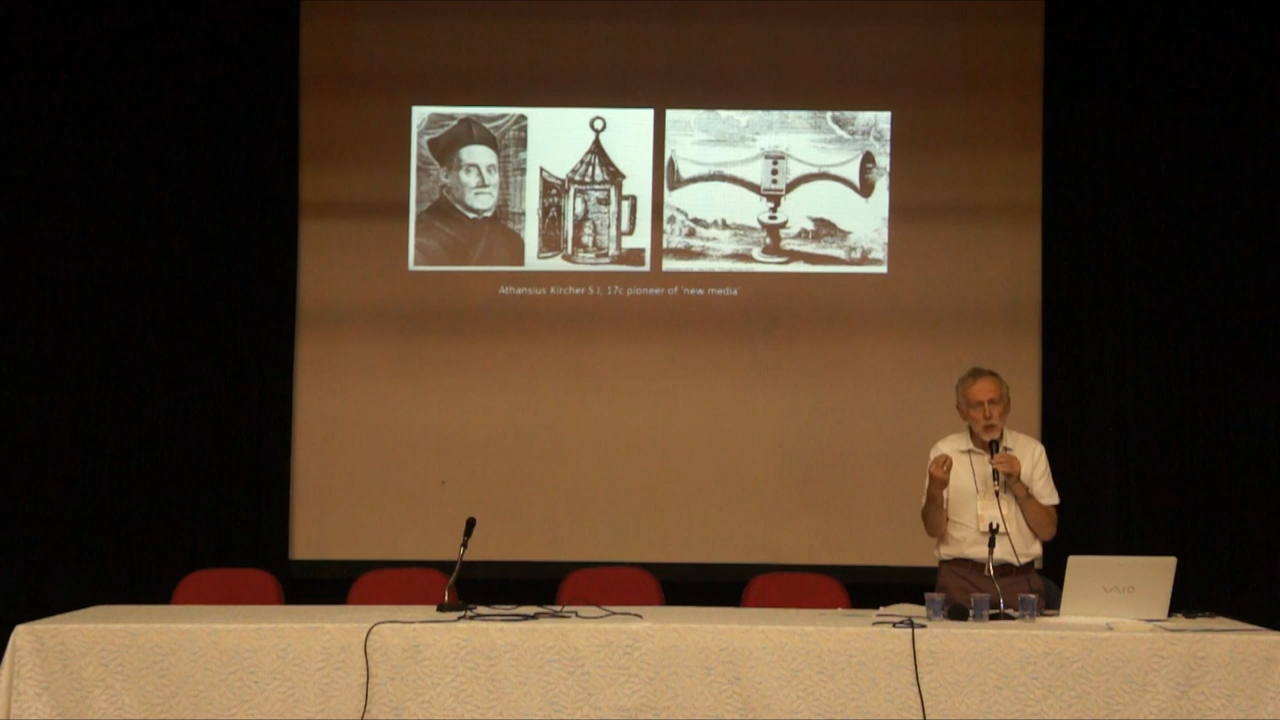 Athansius Kircher S J, 17c pioneer of 'new media'
VAIO